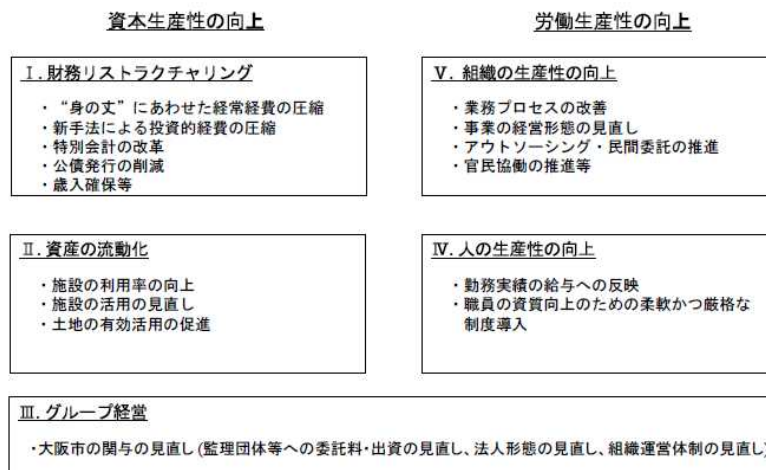 資本生産性の向上
労働生産性の向上
Ⅰ.財務リストラクチャリング
・“身の丈”にあわせた経常経費の圧縮
・新手法による投資的経費の圧縮
・特別会計の改革
・公債発行の削減
・歳入確保等
Ⅴ.組織の生産性の向上
・業務プロセスの改善
・事業の経営形態の見直し
・アウトソーシング・民間委託の推進
・官民協働の推進等
Ⅱ.資産の流動化
・施設の利用率の向上
・施設の活用の見直し
・土地の有効活用の促進
Ⅳ.人の生産性の向上
・勤務実績の給与への反映
・職員の資質向上のための柔軟かつ厳格な
制度導入
Ⅲ.グループ経営
・大阪市の関与の見直し(監理団体等への委託料・出資の見直し、法人形態の見直し、組織運営体制の見直し)